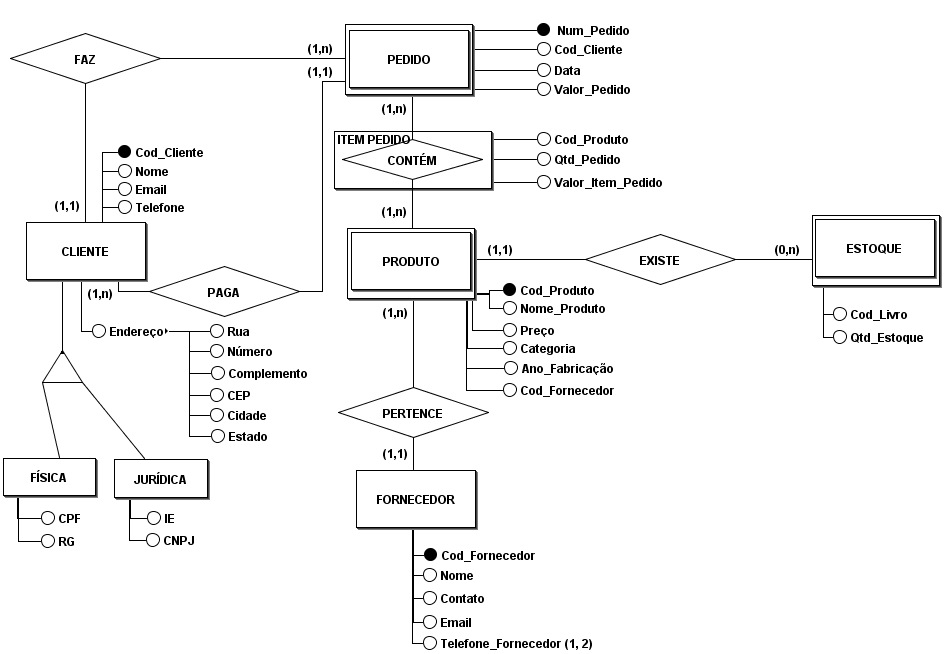 FAZ
(1,n)
(1,1)
PEDIDO
Num_Pedido
Cod_Cliente
Data
Valor_Pedido
(1,n)
ITEM PEDIDO
CONTÉM
Cod_Produto
Qtd_Pedido
Valor_Item_Pedido
(1,n)
Cod_Cliente
Nome
Email
Telefone
(1,1)
CLIENTE
(1,n)
PAGA
PRODUTO
(1,1)
EXISTE
(0,n)
ESTOQUE
Cod_Livro
Qtd_Estoque
Cod_Produto
Nome_Produto
Preço
Categoria
Ano_Fabricação
Cod_Fornecedor
(1,n)
Endereço
Rua
Número
Complemento
CEP
Cidade
Estado
PERTENCE
(1,1)
FÍSICA
CPF
RG
JURÍDICA
IE
CNPJ
FORNECEDOR
Cod_Fornecedor
Nome
Contato
Email
Telefone_Fornecedor (1, 2)